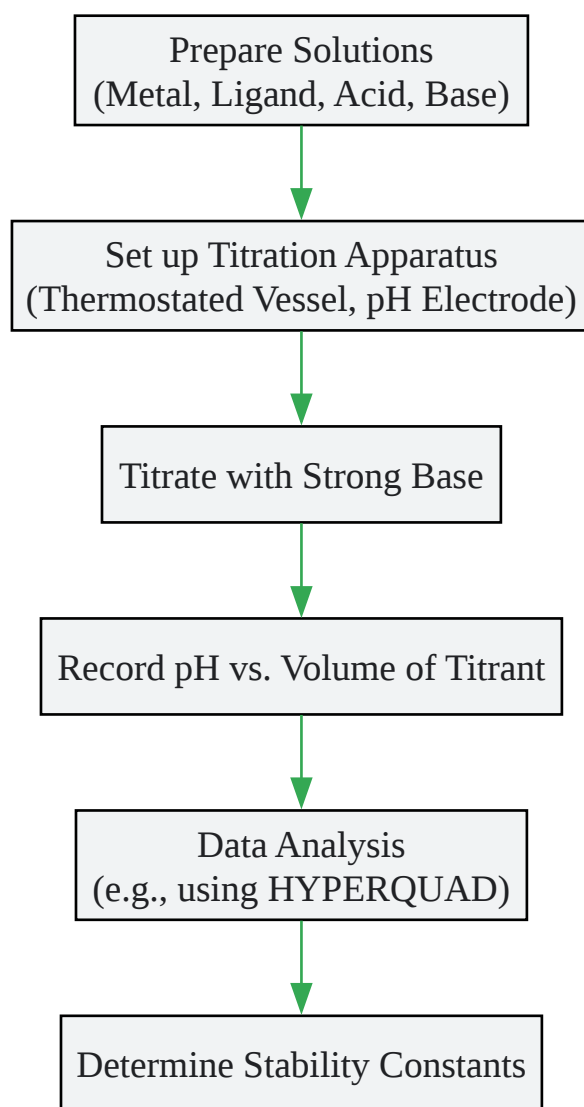 Prepare Solutions
(Metal, Ligand, Acid, Base)
Set up Titration Apparatus
(Thermostated Vessel, pH Electrode)
Titrate with Strong Base
Record pH vs. Volume of Titrant
Data Analysis
(e.g., using HYPERQUAD)
Determine Stability Constants